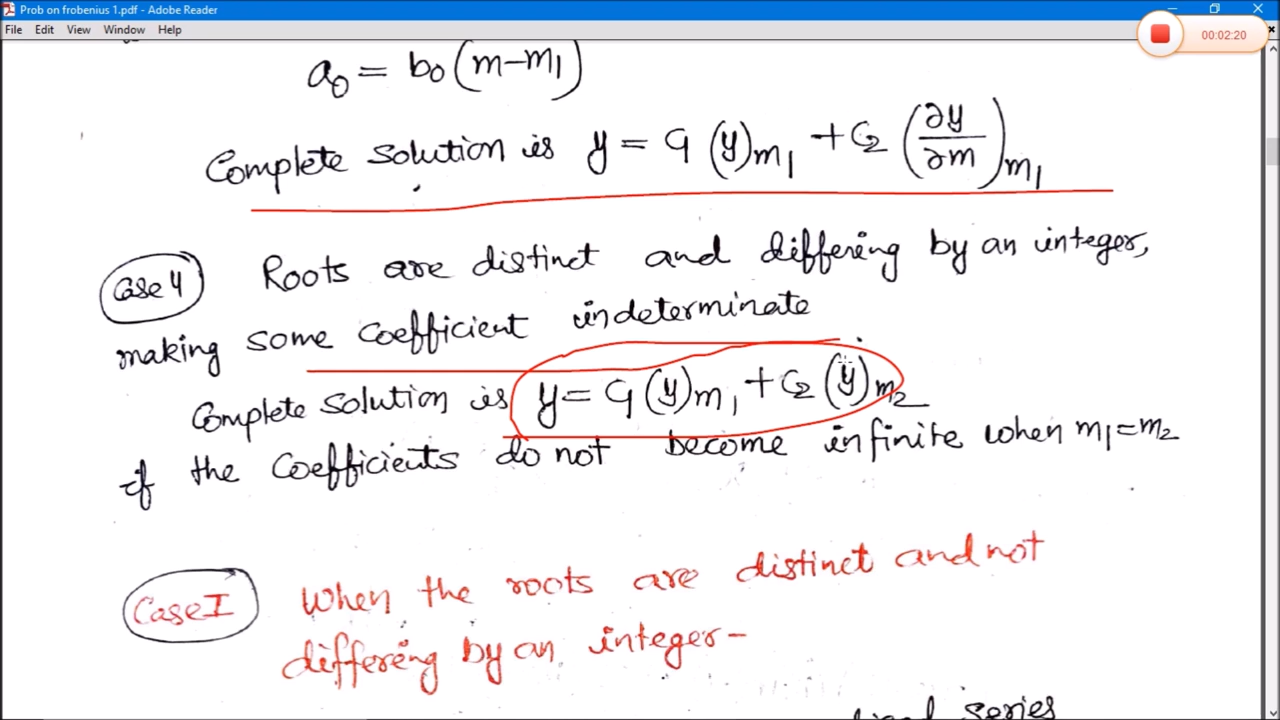 Prob on frobenius 1.pdf - Adobe Reader
File Edit View Window Help
00:02:20
a₀ = b₀(m-m₁)
Complete solution is y = C₁ (y)m₁ + C₂ (∂y/∂m)m₁
Case 4 Roots are distinct and differing by an integer,
making some coefficient indeterminate
Complete solution is y = C₁ (y)m₁ + C₂ (y)m₂
if the coefficients do not become infinite when m₁=m₂
Case I When the roots are distinct and not
differing by an integer-
series